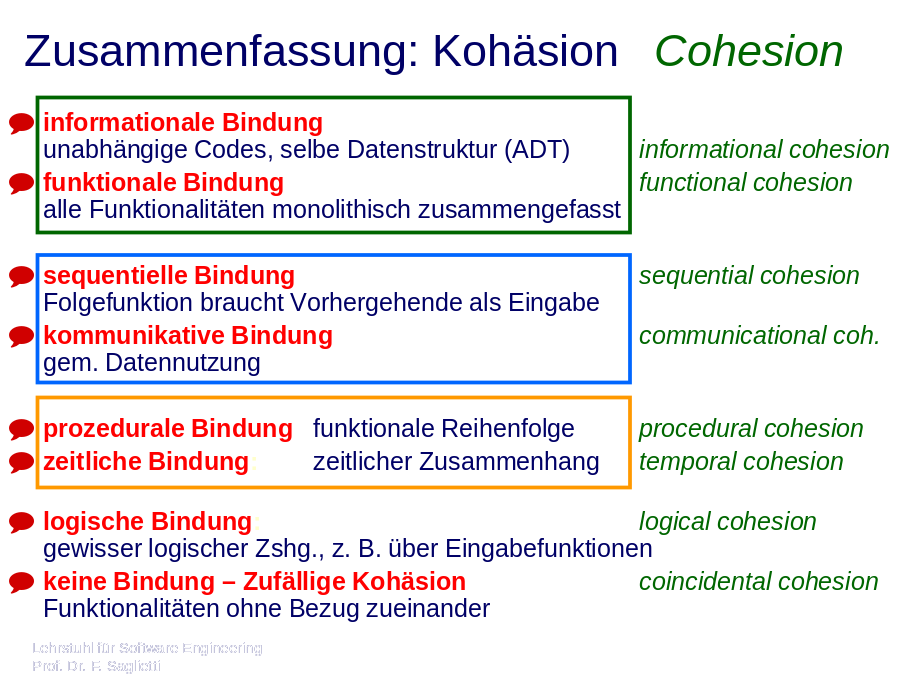 Zusammenfassung: Kohäsion Cohesion
informationale Bindung
unabhängige Codes, selbe Datenstruktur (ADT) informational cohesion
funktionale Bindung functional cohesion
alle Funktionalitäten monolithisch zusammengefasst
sequentielle Bindung sequential cohesion
Folgefunktion braucht Vorhergehende als Eingabe
kommunikative Bindung communicational coh.
gem. Datennutzung
prozedurale Bindung funktionale Reihenfolge procedural cohesion
zeitliche Bindung zeitlicher Zusammenhang temporal cohesion
logische Bindung logical cohesion
gewisser logischer Zshg., z. B. über Eingabefunktionen
keine Bindung – Zufällige Kohäsion coincidental cohesion
Funktionalitäten ohne Bezug zueinander
Lehrstuhl für Software Engineering
Prof. Dr. F. Saglietti